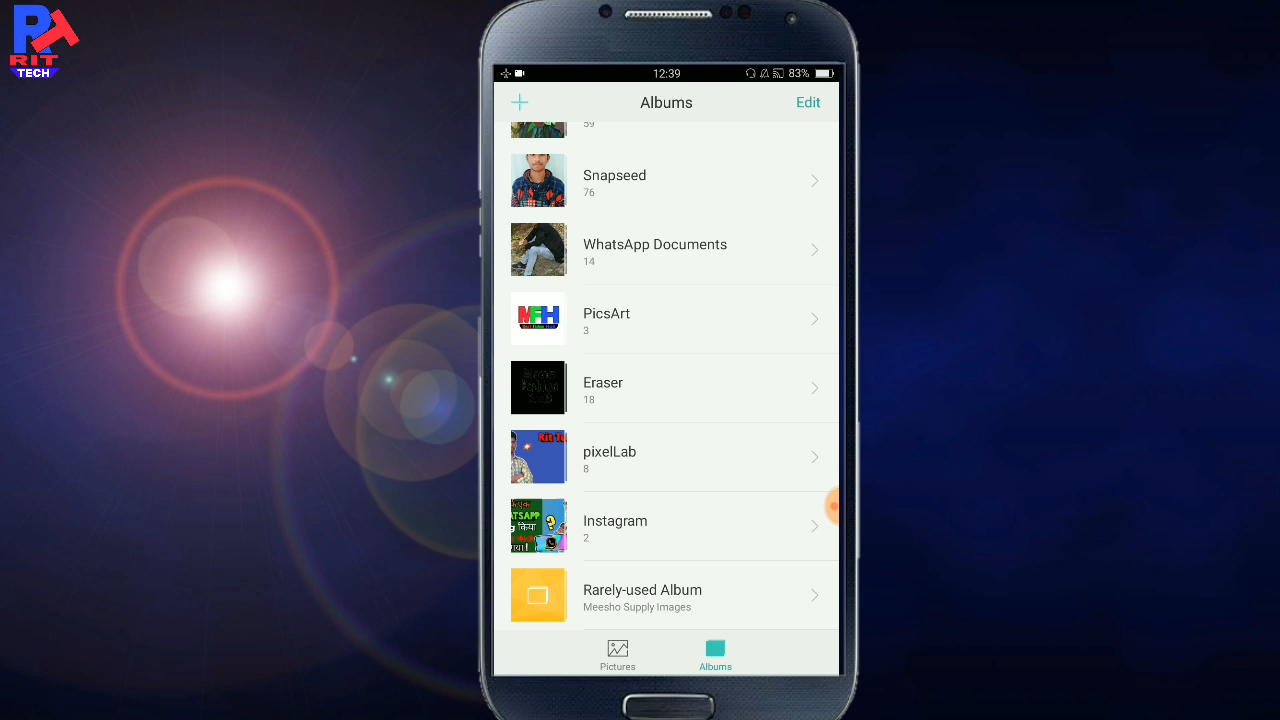 RIT
TECH
12:39
83%
Albums
Edit
59
Snapseed
76
WhatsApp Documents
14
PicsArt
3
MFH
Eraser
18
pixelLab
8
Instagram
2
Rarely-used Album
Meesho Supply Images
Pictures
Albums